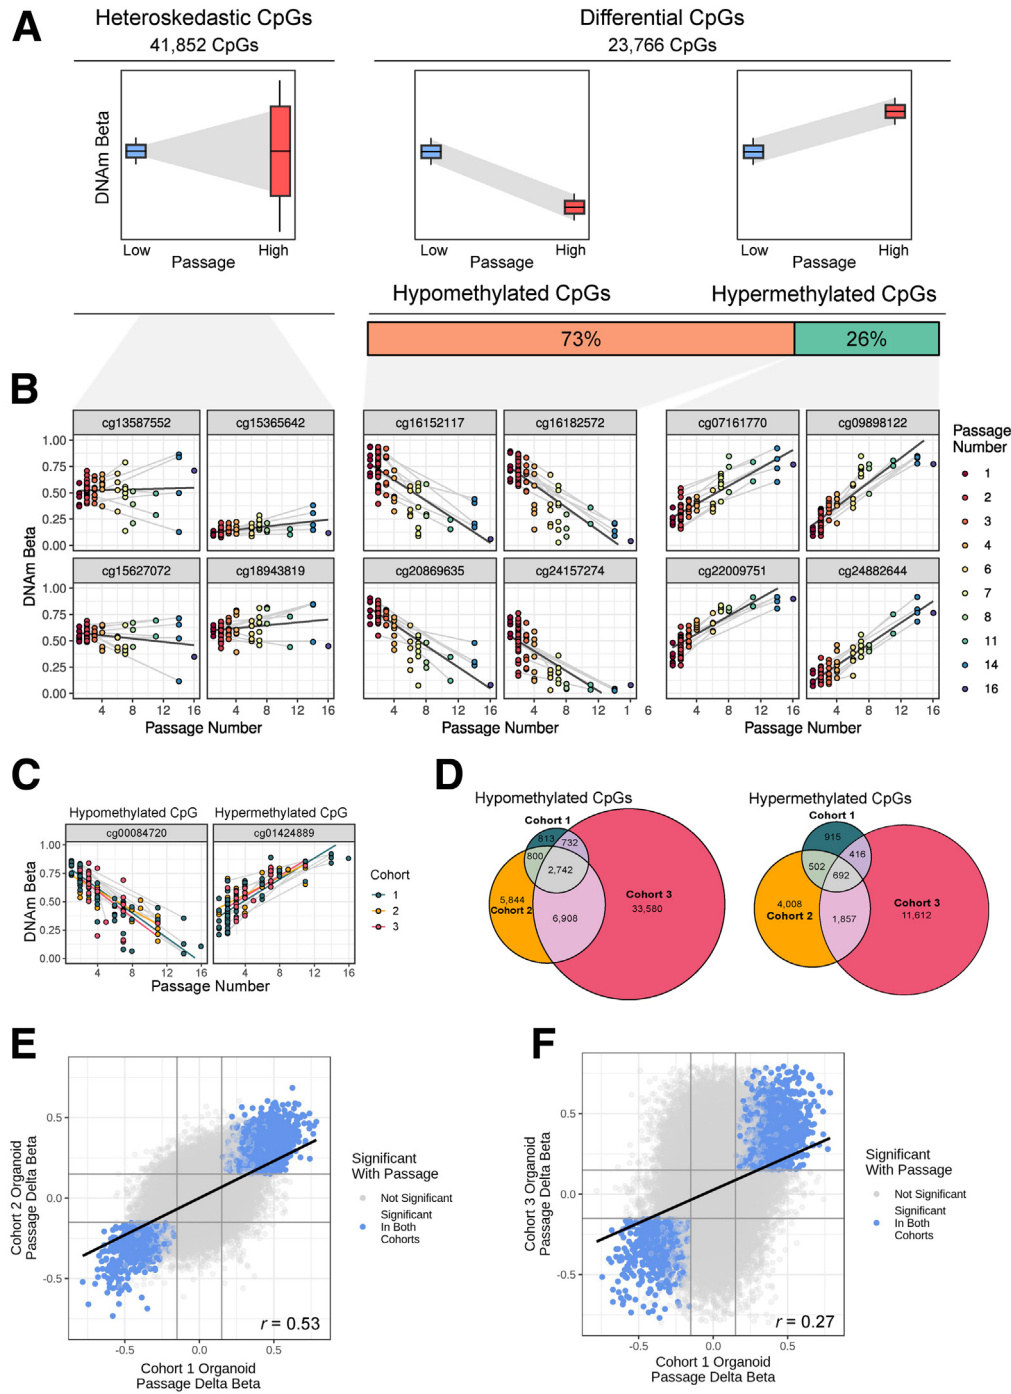 A
Heteroskedastic CpGs
41,852 CpGs
Differential CpGs
23,766 CpGs
DNAm Beta
Low
High
Passage
Low
High
Passage
Low
High
Passage
Hypomethylated CpGs
Hypermethylated CpGs
73%
26%
B
cg13587552
cg15365642
cg16152117
cg16182572
cg07161770
cg09898122
1.00
0.75
0.50
0.25
0.00
DNAm Beta
cg15627072
cg18943819
cg20869635
cg24157274
cg22009751
cg24882644
1.00
0.75
0.50
0.25
0.00
4 8 12 16
4 8 12 16
4 8 12 16
4 8 12 1 6
4 8 12 16
4 8 12 16
Passage Number
Passage Number
Passage Number
Passage
Number
1
2
3
4
6
7
8
11
14
16
C
Hypomethylated CpG
Hypermethylated CpG
cg00084720
cg01424889
1.00
0.75
0.50
0.25
0.00
DNAm Beta
4 8 12 16
4 8 12 16
Passage Number
Cohort
1
2
3
D
Hypomethylated CpGs
Cohort 1
813
732
800
2,742
5,844
Cohort 2
6,908
Cohort 3
33,580
Hypermethylated CpGs
Cohort 1
915
416
502
692
4,008
Cohort 2
1,857
Cohort 3
11,612
E
Cohort 2 Organoid
Passage Delta Beta
0.5
0.0
-0.5
-0.5
0.0
0.5
r = 0.53
Cohort 1 Organoid
Passage Delta Beta
Significant
With Passage
Not Significant
Significant
In Both
Cohorts
F
Cohort 3 Organoid
Passage Delta Beta
0.5
0.0
-0.5
-0.5
0.0
0.5
r = 0.27
Cohort 1 Organoid
Passage Delta Beta
Significant
With Passage
Not Significant
Significant
In Both
Cohorts